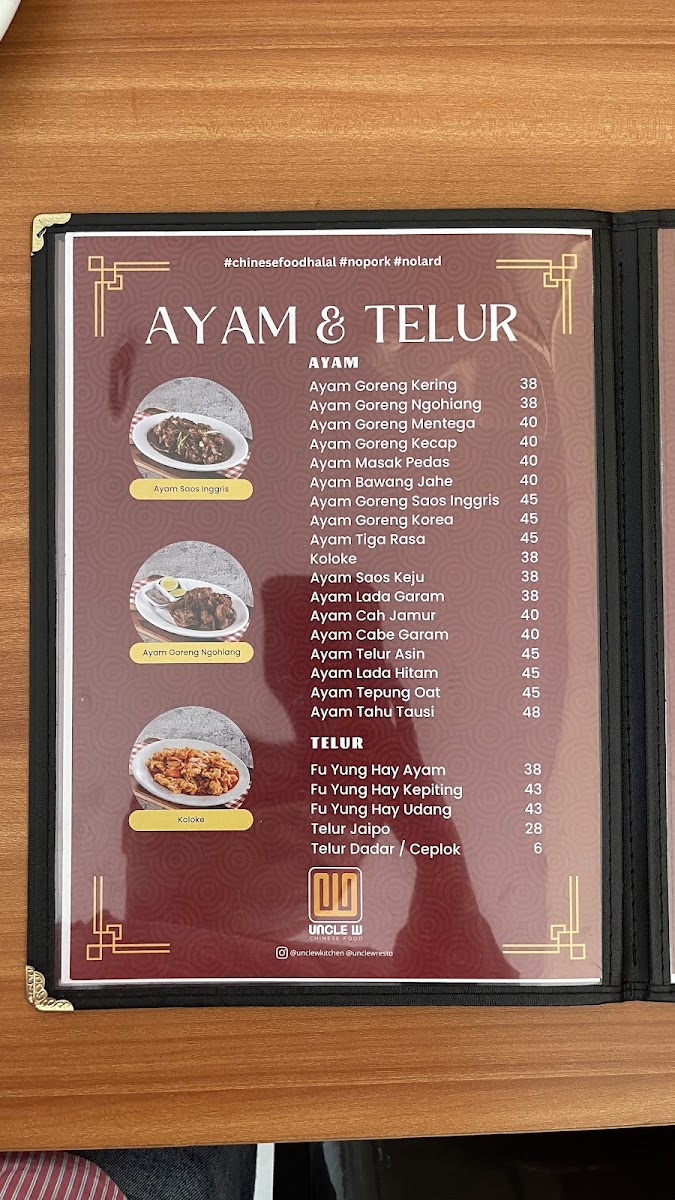 #chinesefoodhalal #nopork #nolard
AYAM & TELUR
AYAM
Ayam Goreng Kering 38
Ayam Goreng Ngohiang 38
Ayam Goreng Mentega 40
Ayam Goreng Kecap 40
Ayam Masak Pedas 40
Ayam Bawang Jahe 40
Ayam Goreng Saos Inggris 45
Ayam Goreng Korea 45
Ayam Tiga Rasa 45
Koloke 38
Ayam Saos Keju 38
Ayam Lada Garam 38
Ayam Cah Jamur 40
Ayam Cabe Garam 40
Ayam Telur Asin 45
Ayam Lada Hitam 45
Ayam Tepung Oat 45
Ayam Tahu Tausi 48
TELUR
Fu Yung Hay Ayam 38
Fu Yung Hay Kepiting 43
Fu Yung Hay Udang 43
Telur Jaipo 28
Telur Dadar / Ceplok 6
Ayam Saos Inggris
Ayam Goreng Ngohiang
Koloke
UNCLE W
CHINESE FOOD
@unclewkitchen @unclewresto